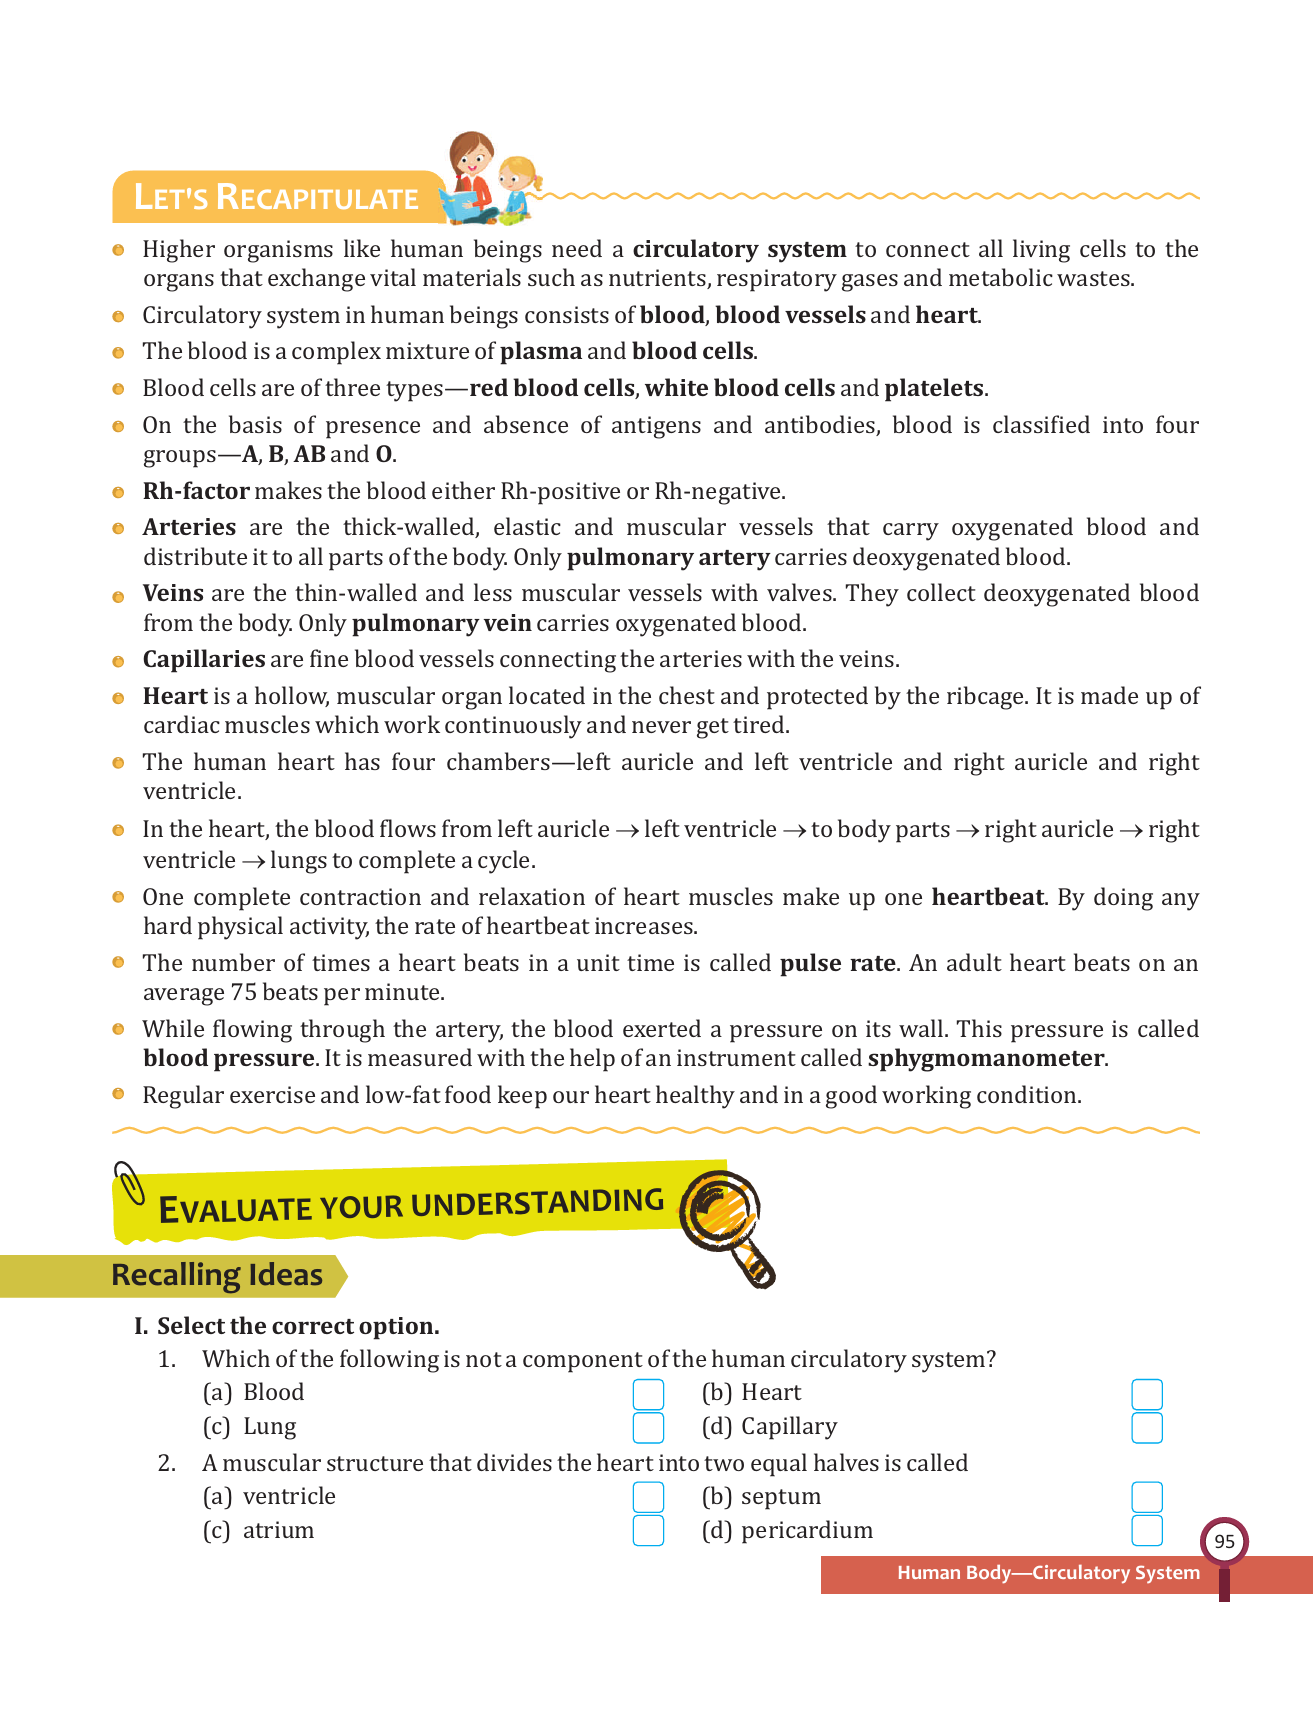 LET'S RECAPITULATE
Higher organisms like human beings need a circulatory system to connect all living cells to the
organs that exchange vital materials such as nutrients, respiratory gases and metabolic wastes.
Circulatory system in human beings consists of blood, blood vessels and heart.
The blood is a complex mixture of plasma and blood cells.
Blood cells are of three types—red blood cells, white blood cells and platelets.
On the basis of presence and absence of antigens and antibodies, blood is classified into four
groups—A, B, AB and O.
Rh-factor makes the blood either Rh-positive or Rh-negative.
Arteries are the thick-walled, elastic and muscular vessels that carry oxygenated blood and
distribute it to all parts of the body. Only pulmonary artery carries deoxygenated blood.
Veins are the thin-walled and less muscular vessels with valves. They collect deoxygenated blood
from the body. Only pulmonary vein carries oxygenated blood.
Capillaries are fine blood vessels connecting the arteries with the veins.
Heart is a hollow, muscular organ located in the chest and protected by the ribcage. It is made up of
cardiac muscles which work continuously and never get tired.
The human heart has four chambers—left auricle and left ventricle and right auricle and right
ventricle.
In the heart, the blood flows from left auricle → left ventricle → to body parts → right auricle → right
ventricle → lungs to complete a cycle.
One complete contraction and relaxation of heart muscles make up one heartbeat. By doing any
hard physical activity, the rate of heartbeat increases.
The number of times a heart beats in a unit time is called pulse rate. An adult heart beats on an
average 75 beats per minute.
While flowing through the artery, the blood exerted a pressure on its wall. This pressure is called
blood pressure. It is measured with the help of an instrument called sphygmomanometer.
Regular exercise and low-fat food keep our heart healthy and in a good working condition.
EVALUATE YOUR UNDERSTANDING
Recalling Ideas
I. Select the correct option.
1. Which of the following is not a component of the human circulatory system?
(a) Blood (b) Heart
(c) Lung (d) Capillary
2. A muscular structure that divides the heart into two equal halves is called
(a) ventricle (b) septum
(c) atrium (d) pericardium
95
Human Body—Circulatory System